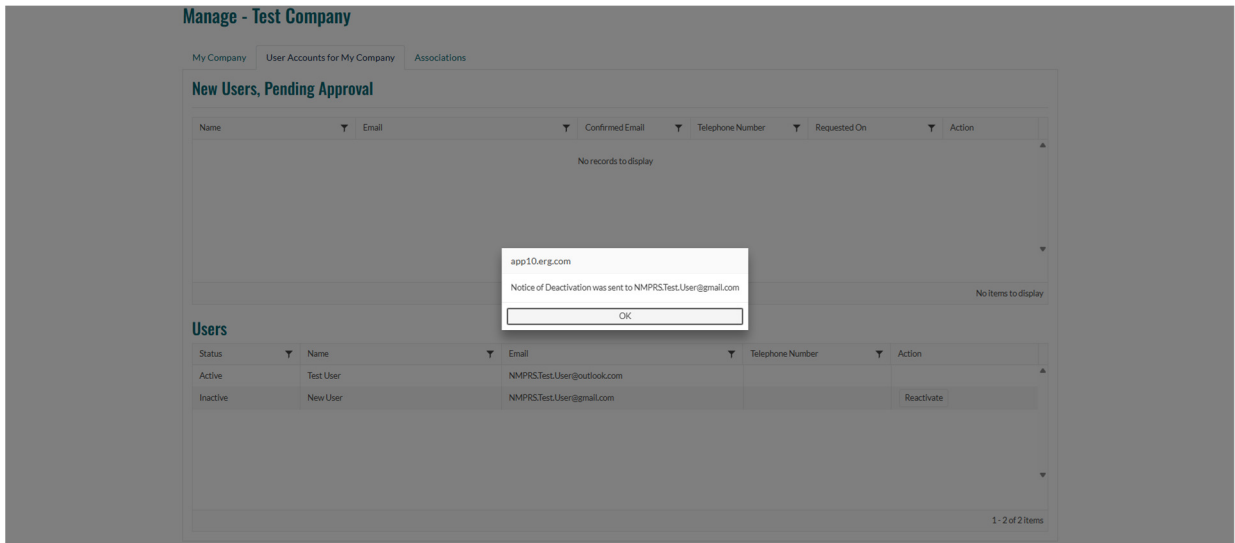 Manage - Test Company
My Company User Accounts for My Company Associations
New Users, Pending Approval
Name Email Confirmed Email Telephone Number Requested On Action
No records to display
app10.erg.com
Notice of Deactivation was sent to NMPRS.Test.User@gmail.com
OK
No items to display
Users
Status Name Email Telephone Number Action
Active Test User NMPRS.Test.User@outlook.com
Inactive New User NMPRS.Test.User@gmail.com Reactivate
1 - 2 of 2 items